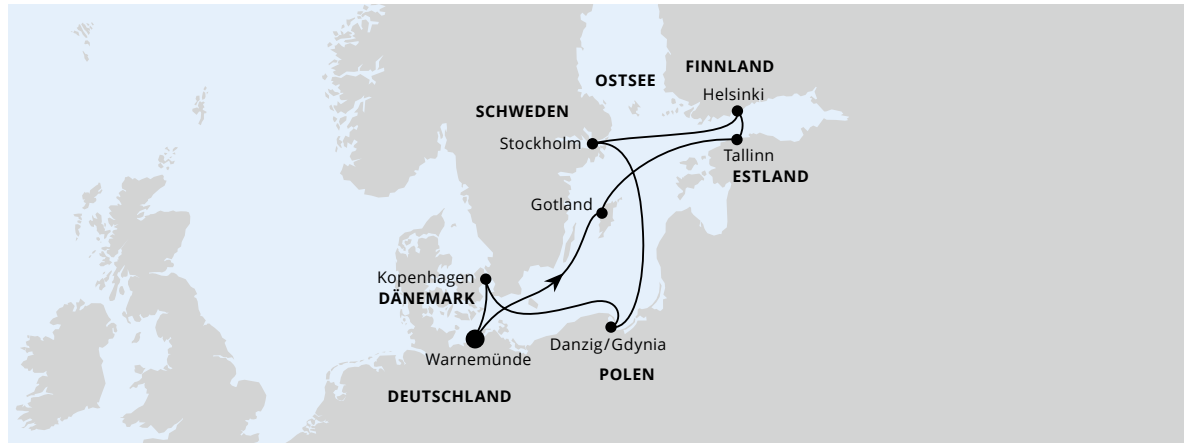 OSTSEE
FINNLAND
Helsinki
SCHWEDEN
Stockholm
Tallinn
ESTLAND
Gotland
Kopenhagen
DÄNEMARK
Warnemünde
Danzig/Gdynia
POLEN
DEUTSCHLAND